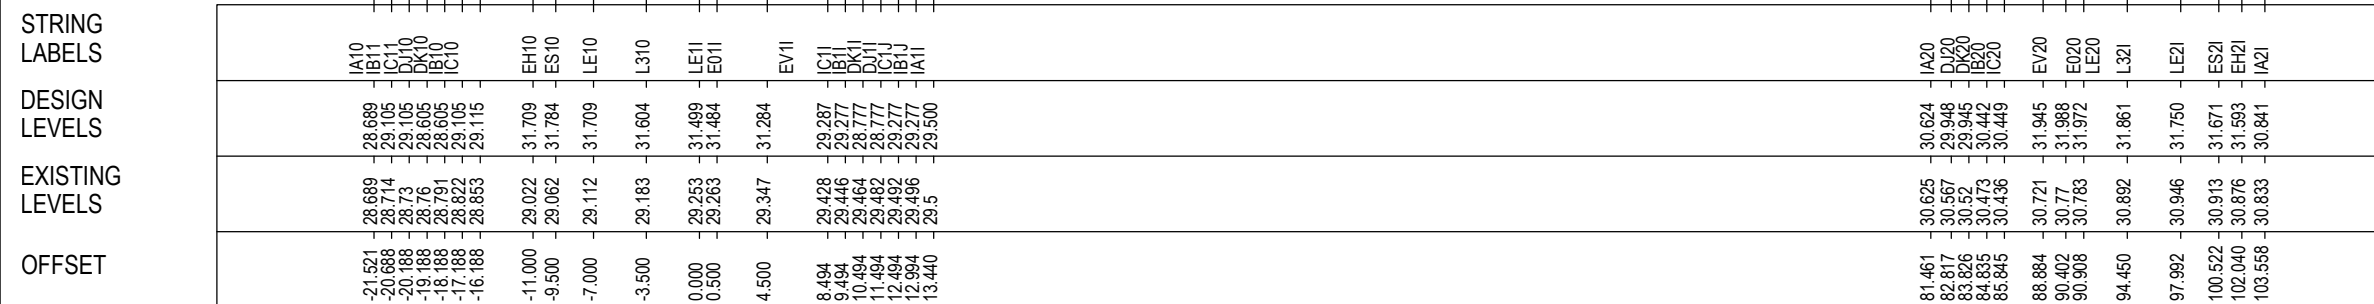 STRING
LABELS
IA10 IB11 IC11 DJ10 DK10 IB10 IC10 EH10 ES10 LE10 L310 LE1I E01I EV1I IC1I IB1I DK1I DJ1I IC1J IB1J IA1I IA20 DJ20 DK20 IB20 IC20 EV20 E020 LE20 L32I LE2I ES2I EH2I IA2I
DESIGN
LEVELS
28.689 29.105 29.105 28.605 28.605 29.105 29.115 31.709 31.784 31.709 31.604 31.499 31.484 31.284 29.287 29.277 28.777 28.777 29.277 29.277 29.500 30.624 29.948 29.945 30.442 30.449 31.945 31.988 31.972 31.861 31.750 31.671 31.593 30.841
EXISTING
LEVELS
28.689 28.714 28.73 28.76 28.791 28.822 28.853 29.022 29.062 29.112 29.183 29.253 29.263 29.347 29.428 29.446 29.464 29.482 29.492 29.496 29.5 30.625 30.567 30.52 30.473 30.436 30.721 30.77 30.783 30.892 30.946 30.913 30.876 30.833
OFFSET
-21.521 -20.688 -20.188 -19.188 -18.188 -17.188 -16.188 -11.000 -9.500 -7.000 -3.500 0.000 0.500 4.500 8.494 9.494 10.494 11.494 12.494 12.994 13.440 81.461 82.817 83.826 84.835 85.845 88.884 90.402 90.908 94.450 97.992 100.522 102.040 103.558